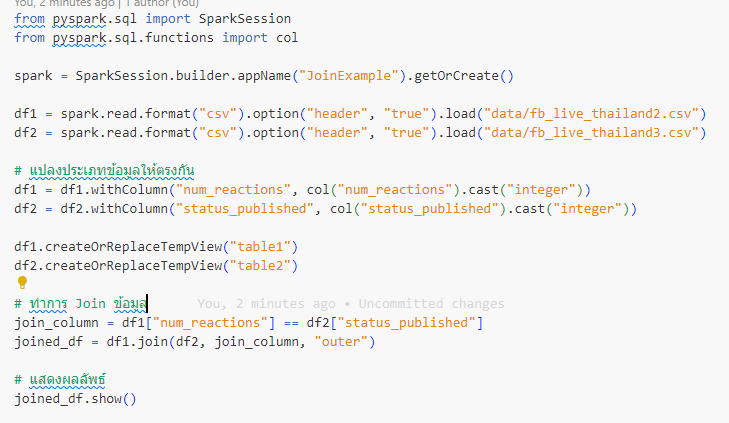 You, 2 minutes ago | 1 author (You)
from pyspark.sql import SparkSession
from pyspark.sql.functions import col
spark = SparkSession.builder.appName("JoinExample").getOrCreate()
df1 = spark.read.format("csv").option("header", "true").load("data/fb_live_thailand2.csv")
df2 = spark.read.format("csv").option("header", "true").load("data/fb_live_thailand3.csv")
# แปลงประเภทข้อมูลให้ตรงกัน
df1 = df1.withColumn("num_reactions", col("num_reactions").cast("integer"))
df2 = df2.withColumn("status_published", col("status_published").cast("integer"))
df1.createOrReplaceTempView("table1")
df2.createOrReplaceTempView("table2")
# ทำการ Join ข้อมูล You, 2 minutes ago • Uncommitted changes
join_column = df1["num_reactions"] == df2["status_published"]
joined_df = df1.join(df2, join_column, "outer")
# แสดงผลลัพธ์
joined_df.show()